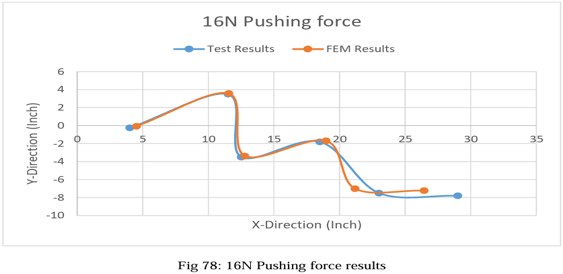 16N Pushing force
Test Results FEM Results
6
4
2
0
0 5 10 15 20 25 30 35
-2
-4
-6
-8
-10
Y-Direction (Inch)
X-Direction (Inch)
Fig 78: 16N Pushing force results